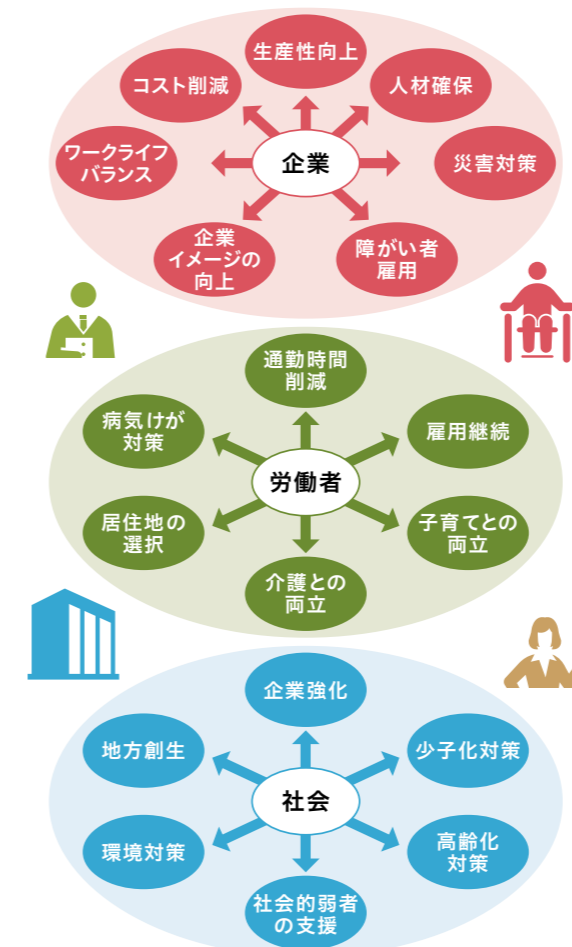 生産性向上
コスト削減
人材確保
ワークライフ
バランス
企業
災害対策
企業
イメージの
向上
障がい者
雇用
通勤時間
削減
病気けが
対策
雇用継続
労働者
居住地の
選択
子育てとの
両立
介護との
両立
企業強化
地方創生
少子化対策
社会
環境対策
高齢化
対策
社会的弱者
の支援